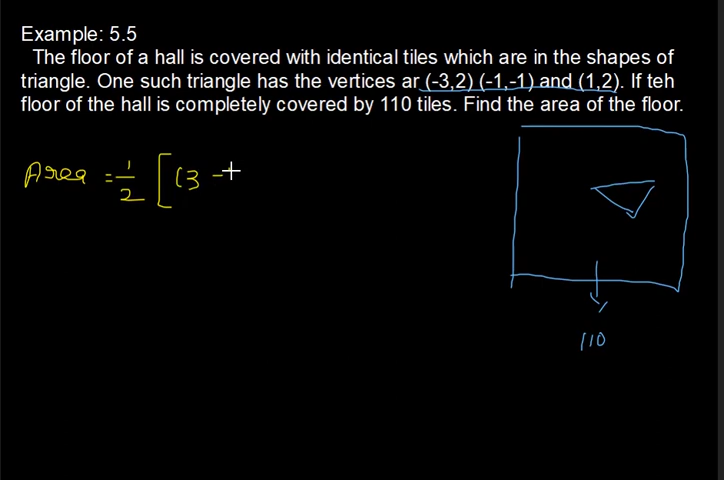 Example: 5.5
The floor of a hall is covered with identical tiles which are in the shapes of
triangle. One such triangle has the vertices ar (-3,2) (-1,-1) and (1,2). If teh
floor of the hall is completely covered by 110 tiles. Find the area of the floor.
Area = 1/2 [ (3 -
110